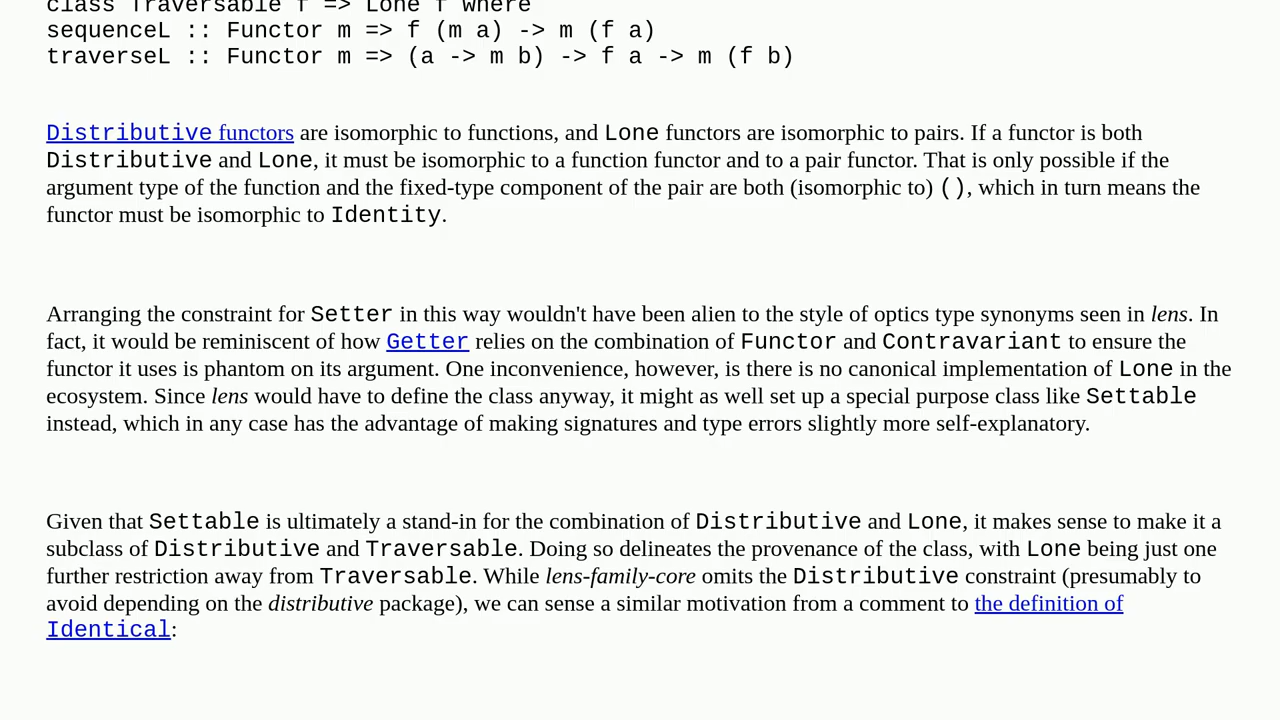 class Traversable f => Lone f where
sequenceL :: Functor m => f (m a) -> m (f a)
traverseL :: Functor m => (a -> m b) -> f a -> m (f b)
Distributive functors are isomorphic to functions, and Lone functors are isomorphic to pairs. If a functor is both
Distributive and Lone, it must be isomorphic to a function functor and to a pair functor. That is only possible if the
argument type of the function and the fixed-type component of the pair are both (isomorphic to) (), which in turn means the
functor must be isomorphic to Identity.
Arranging the constraint for Setter in this way wouldn't have been alien to the style of optics type synonyms seen in lens. In
fact, it would be reminiscent of how Getter relies on the combination of Functor and Contravariant to ensure the
functor it uses is phantom on its argument. One inconvenience, however, is there is no canonical implementation of Lone in the
ecosystem. Since lens would have to define the class anyway, it might as well set up a special purpose class like Settable
instead, which in any case has the advantage of making signatures and type errors slightly more self-explanatory.
Given that Settable is ultimately a stand-in for the combination of Distributive and Lone, it makes sense to make it a
subclass of Distributive and Traversable. Doing so delineates the provenance of the class, with Lone being just one
further restriction away from Traversable. While lens-family-core omits the Distributive constraint (presumably to
avoid depending on the distributive package), we can sense a similar motivation from a comment to the definition of
Identical: